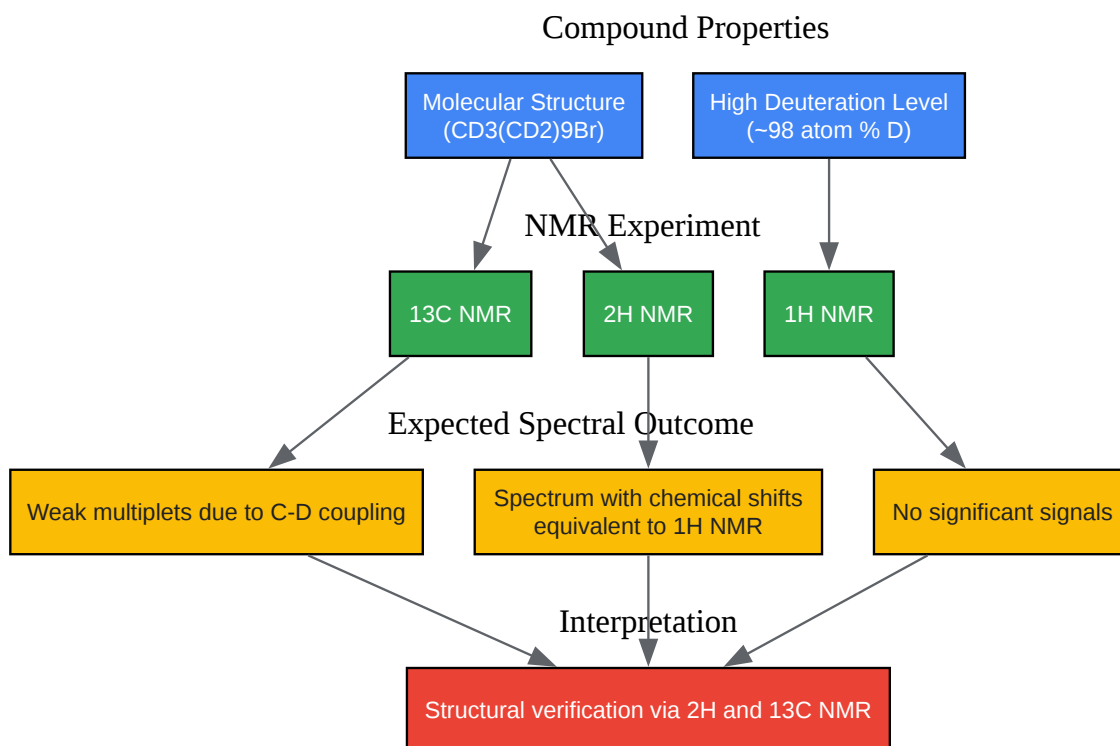 Compound Properties
Molecular Structure
(CD3(CD2)9Br)
High Deuteration Level
(~98 atom % D)
NMR Experiment
13C NMR
2H NMR
1H NMR
Expected Spectral Outcome
Weak multiplets due to C-D coupling
Spectrum with chemical shifts
equivalent to 1H NMR
No significant signals
Interpretation
Structural verification via 2H and 13C NMR